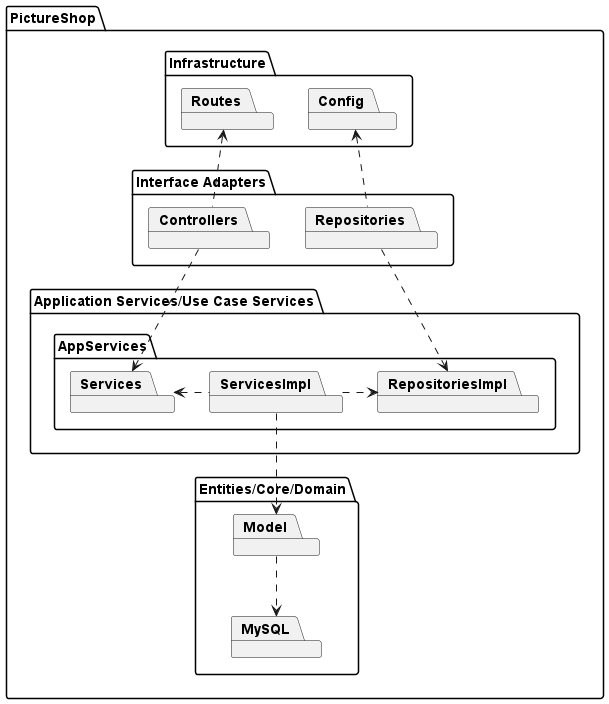 PictureShop
Infrastructure
Routes
Config
Interface Adapters
Controllers
Repositories
Application Services/Use Case Services
AppServices
Services
ServicesImpl
RepositoriesImpl
Entities/Core/Domain
Model
MySQL